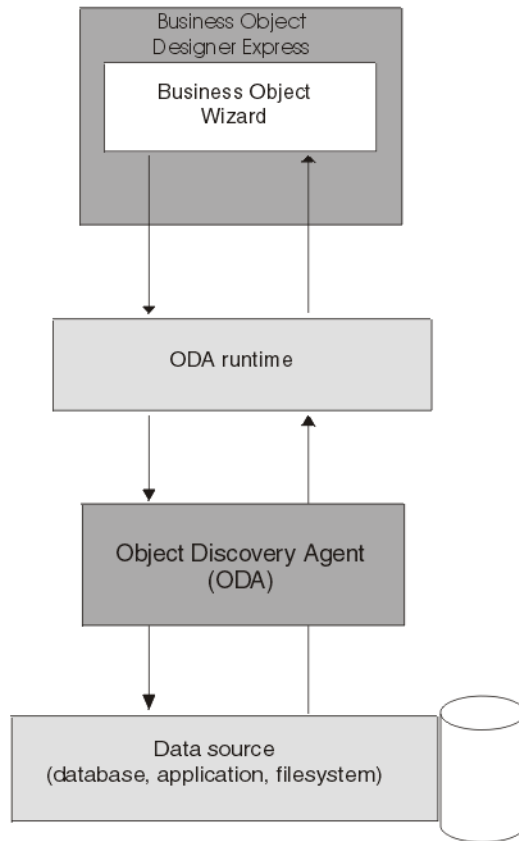 Business Object
Designer Express
Business Object
Wizard
ODA runtime
Object Discovery Agent
(ODA)
Data source
(database, application, filesystem)